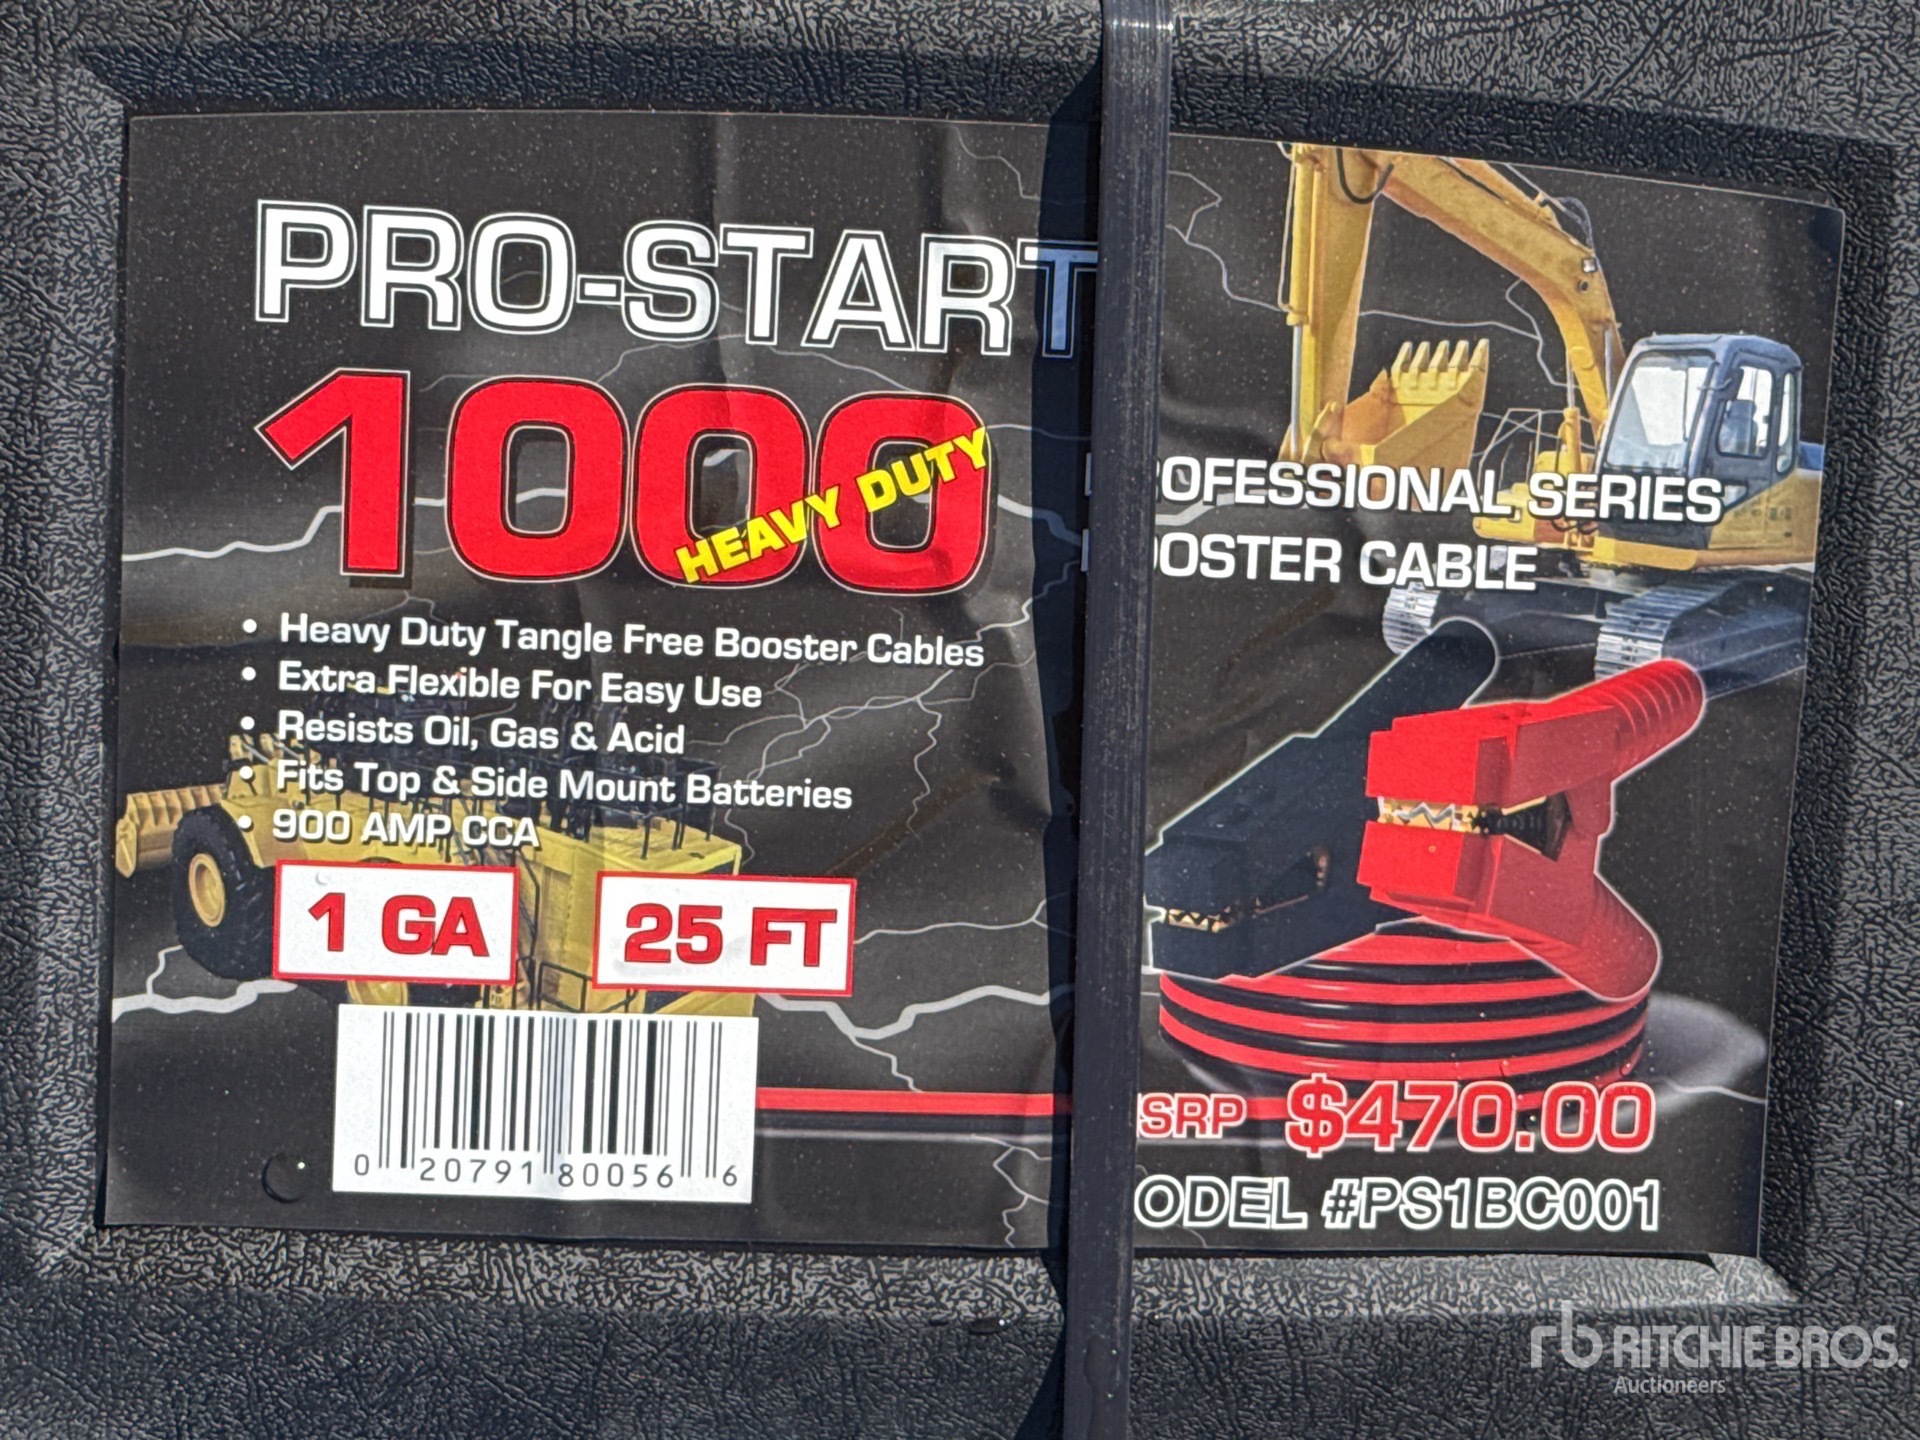 PRO-START
1000
HEAVY DUTY
ROFESSIONAL SERIES
OOSTER CABLE
• Heavy Duty Tangle Free Booster Cables
• Extra Flexible For Easy Use
• Resists Oil, Gas & Acid
• Fits Top & Side Mount Batteries
• 900 AMP CCA
1 GA
25 FT
0 20791 80056 6
SRP $470.00
ODEL #PS1BC001
rb RITCHIE BROS.
Auctioneers